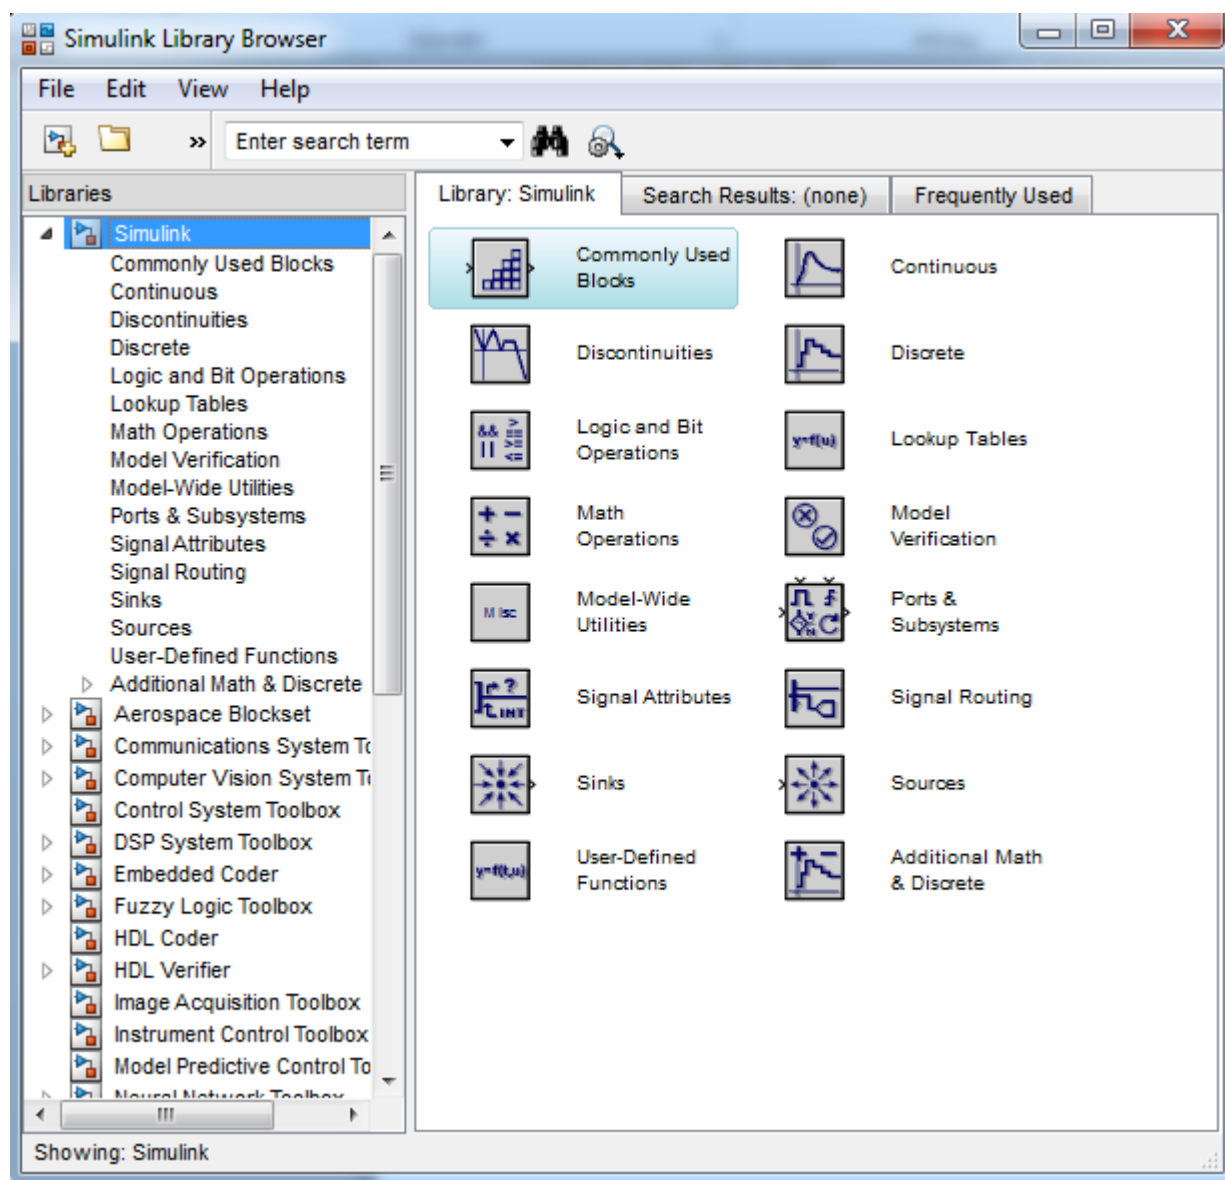 Simulink Library Browser
File Edit View Help
» Enter search term
Libraries
Simulink
Commonly Used Blocks
Continuous
Discontinuities
Discrete
Logic and Bit Operations
Lookup Tables
Math Operations
Model Verification
Model-Wide Utilities
Ports & Subsystems
Signal Attributes
Signal Routing
Sinks
Sources
User-Defined Functions
Additional Math & Discrete
Aerospace Blockset
Communications System To
Computer Vision System
Control System Toolbox
DSP System Toolbox
Embedded Coder
Fuzzy Logic Toolbox
HDL Coder
HDL Verifier
Image Acquisition Toolbox
Instrument Control Toolbox
Model Predictive Control To
Neural Network Toolbox
Library: Simulink Search Results: (none) Frequently Used
Commonly Used
Blocks
Continuous
Discontinuities
Discrete
&& > || >= <=
Logic and Bit
Operations
y=f(u)
Lookup Tables
+ − ÷ ×
Math
Operations
Model
Verification
Misc
Model-Wide
Utilities
Y N C
Ports &
Subsystems
? INT
Signal Attributes
Signal Routing
Sinks
Sources
y=f(t,u)
User-Defined
Functions
+ −
Additional Math
& Discrete
Showing: Simulink